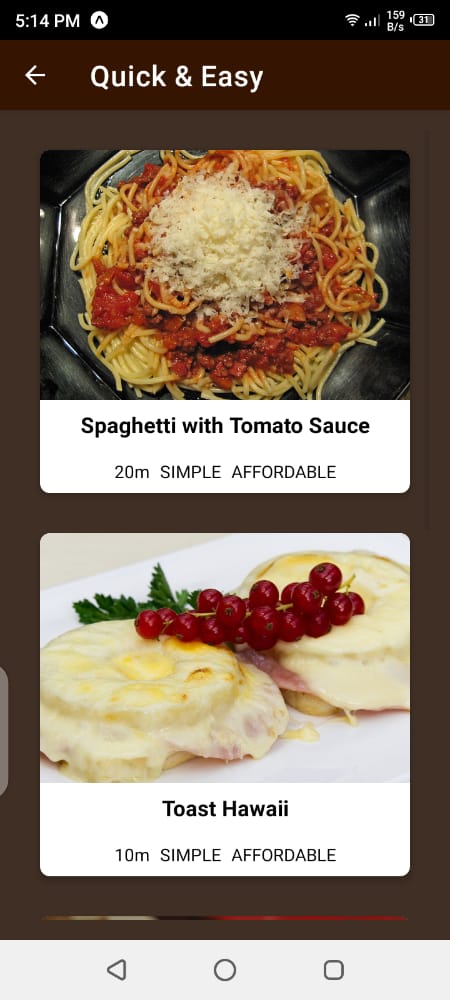 5:14 PM
159
B/s
31
Quick & Easy
Spaghetti with Tomato Sauce
20m SIMPLE AFFORDABLE
Toast Hawaii
10m SIMPLE AFFORDABLE